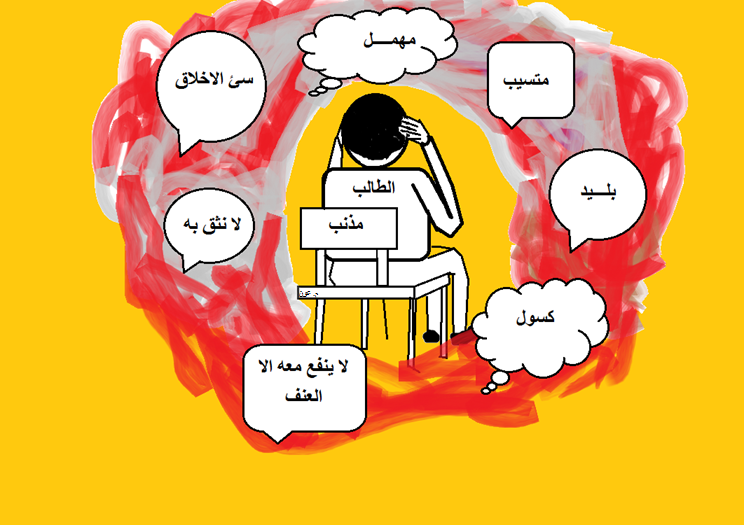 مهمـــل
سئ الاخلاق
متسيب
بلـــيد
لا نثق به
الطالب
مذنب
كسول
لا ينفع معه الا
العنف